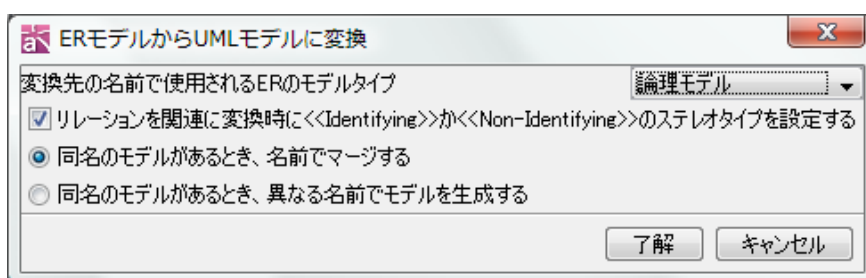 ERモデルからUMLモデルに変換
変換先の名前で使用されるERのモデルタイプ 論理モデル
リレーションを関連に変換時に<<Identifying>>か<<Non-Identifying>>のステレオタイプを設定する
同名のモデルがあるとき、名前でマージする
同名のモデルがあるとき、異なる名前でモデルを生成する
了解 キャンセル